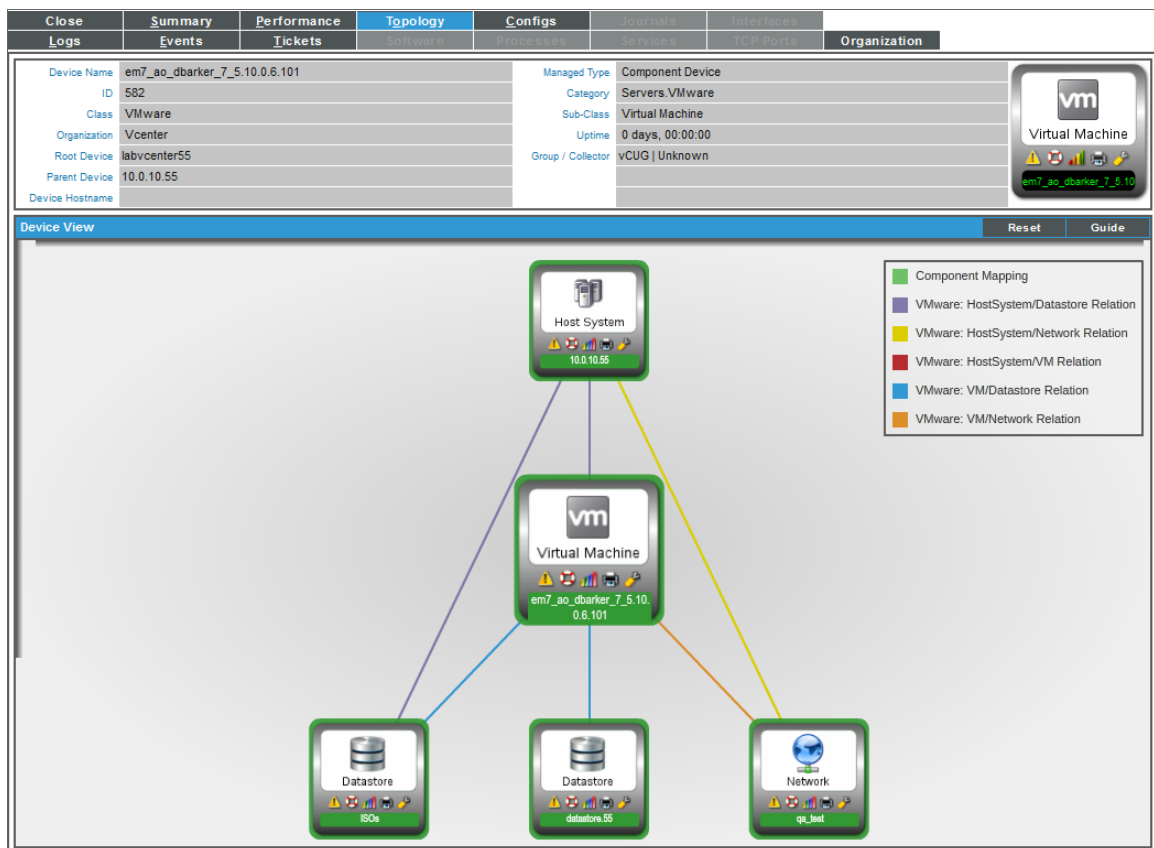 Close Summary Performance Topology Configs Journals Interfaces
Logs Events Tickets Software Processes Services TCP Ports Organization
Device Name em7_ao_dbarker_7_5.10.0.6.101 Managed Type Component Device
ID 582 Category Servers.VMware
Class VMware Sub-Class Virtual Machine
Organization Vcenter Uptime 0 days, 00:00:00
Root Device labvcenter55 Group / Collector vCUG | Unknown
Parent Device 10.0.10.55
Device Hostname
vm
Virtual Machine
em7_ao_dbarker_7_5.10
Device View Reset Guide
Component Mapping
VMware: HostSystem/Datastore Relation
VMware: HostSystem/Network Relation
VMware: HostSystem/VM Relation
VMware: VM/Datastore Relation
VMware: VM/Network Relation
Host System
10.0.10.55
vm
Virtual Machine
em7_ao_dbarker_7_5.10.
0.6.101
Datastore
ISOs
Datastore
datastore.55
Network
qa_test